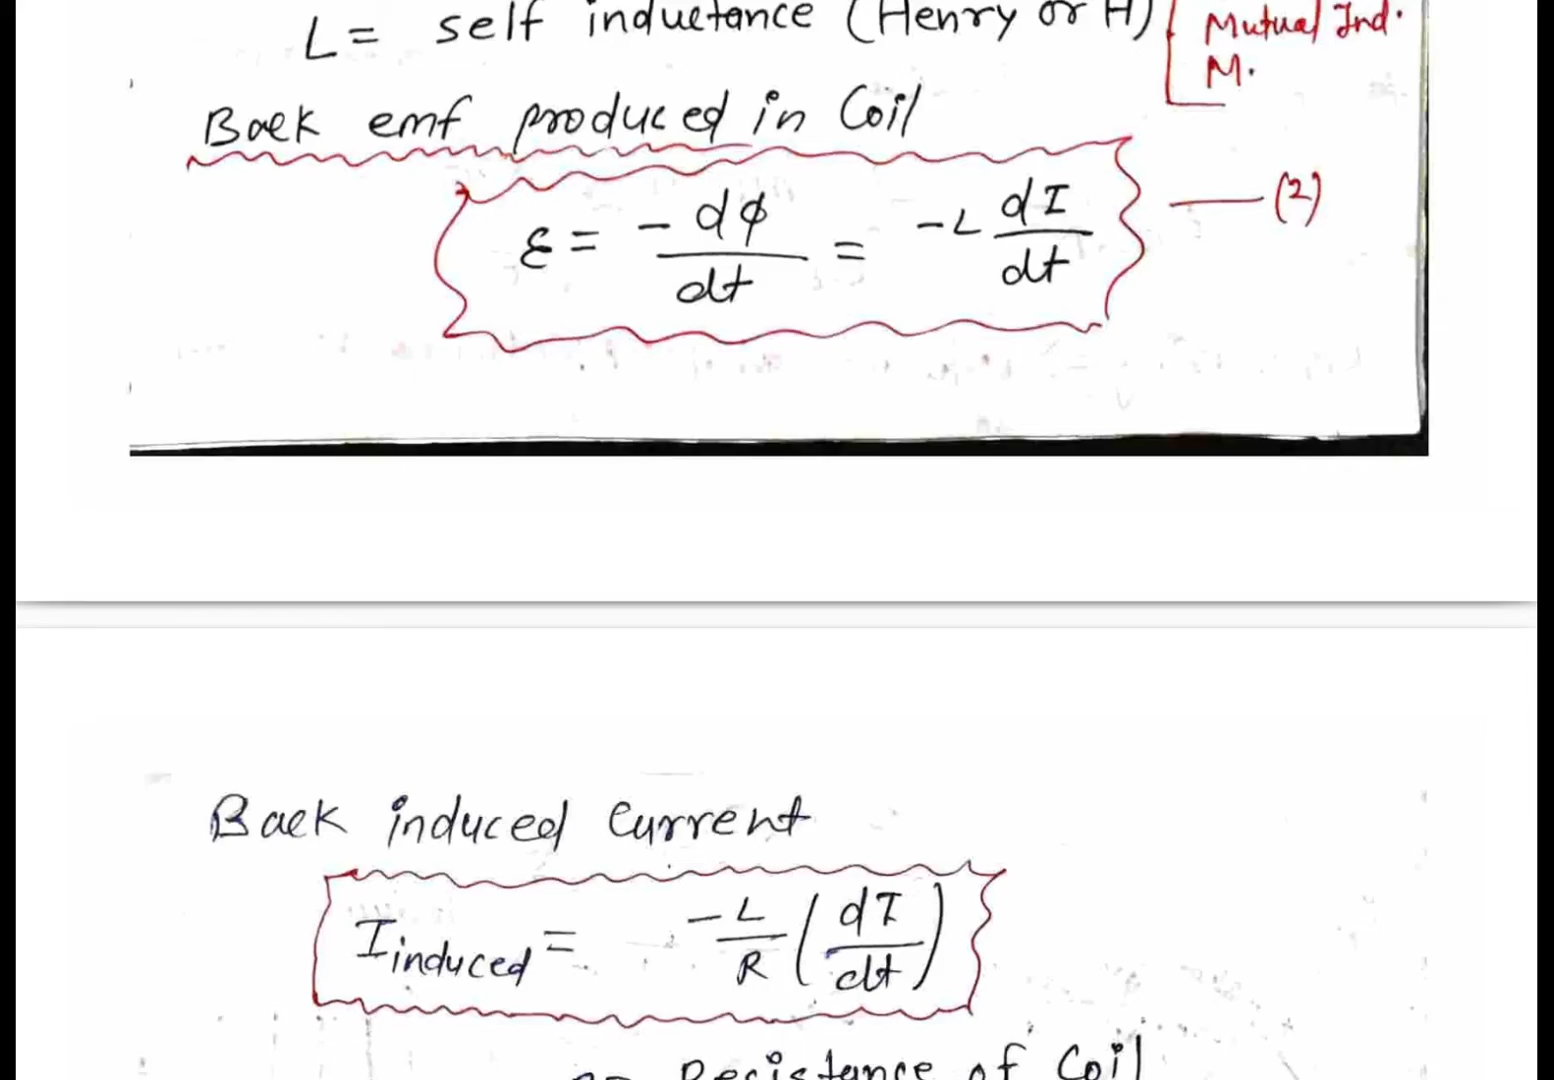 L = self inductance (Henry or H)
Mutual Ind.
M.
Back emf produced in Coil
ε = -dϕ/dt = -L dI/dt —(2)
Back induced Current
I induced = -L/R (dI/dt)
Resistance of Coil